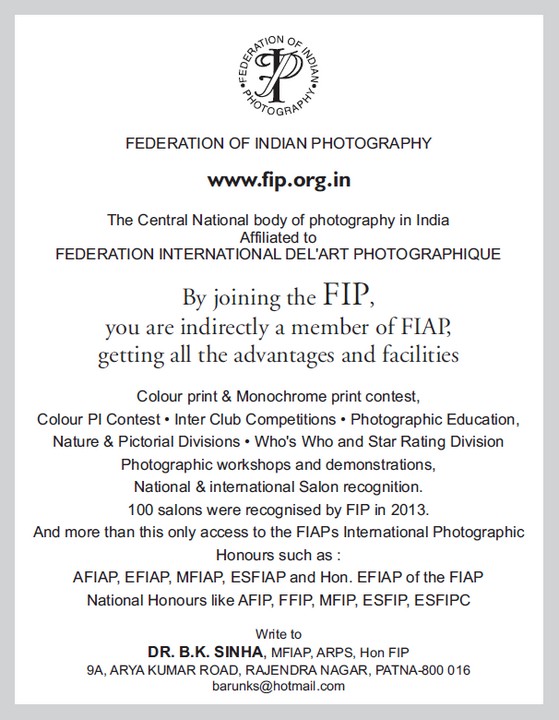 FEDERATION OF INDIAN
PHOTOGRAPHY
FEDERATION OF INDIAN PHOTOGRAPHY
www.fip.org.in
The Central National body of photography in India
Affiliated to
FEDERATION INTERNATIONAL DEL'ART PHOTOGRAPHIQUE
By joining the FIP,
you are indirectly a member of FIAP,
getting all the advantages and facilities
Colour print & Monochrome print contest,
Colour PI Contest • Inter Club Competitions • Photographic Education,
Nature & Pictorial Divisions • Who's Who and Star Rating Division
Photographic workshops and demonstrations,
National & international Salon recognition.
100 salons were recognised by FIP in 2013.
And more than this only access to the FIAPs International Photographic
Honours such as :
AFIAP, EFIAP, MFIAP, ESFIAP and Hon. EFIAP of the FIAP
National Honours like AFIP, FFIP, MFIP, ESFIP, ESFIPC
Write to
DR. B.K. SINHA, MFIAP, ARPS, Hon FIP
9A, ARYA KUMAR ROAD, RAJENDRA NAGAR, PATNA-800 016
barunks@hotmail.com